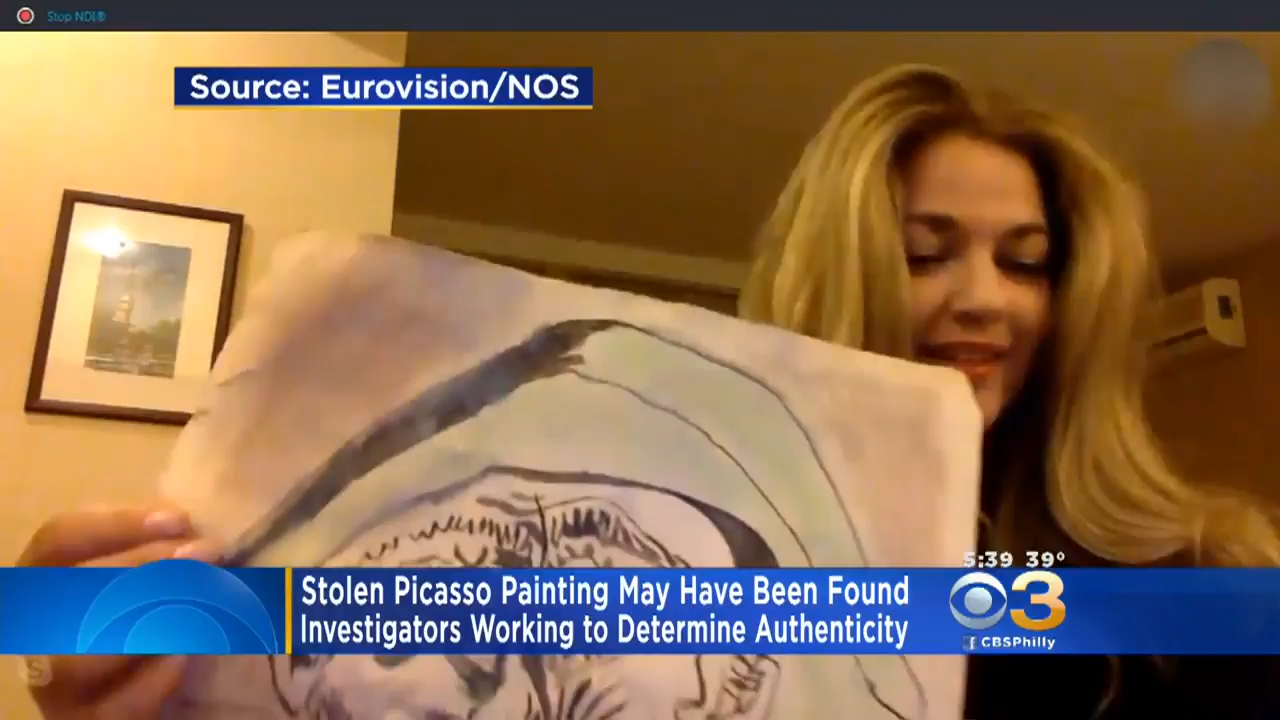 Stop NDI®
Source: Eurovision/NOS
5:39 39°
Stolen Picasso Painting May Have Been Found
Investigators Working to Determine Authenticity
3
CBSPhilly